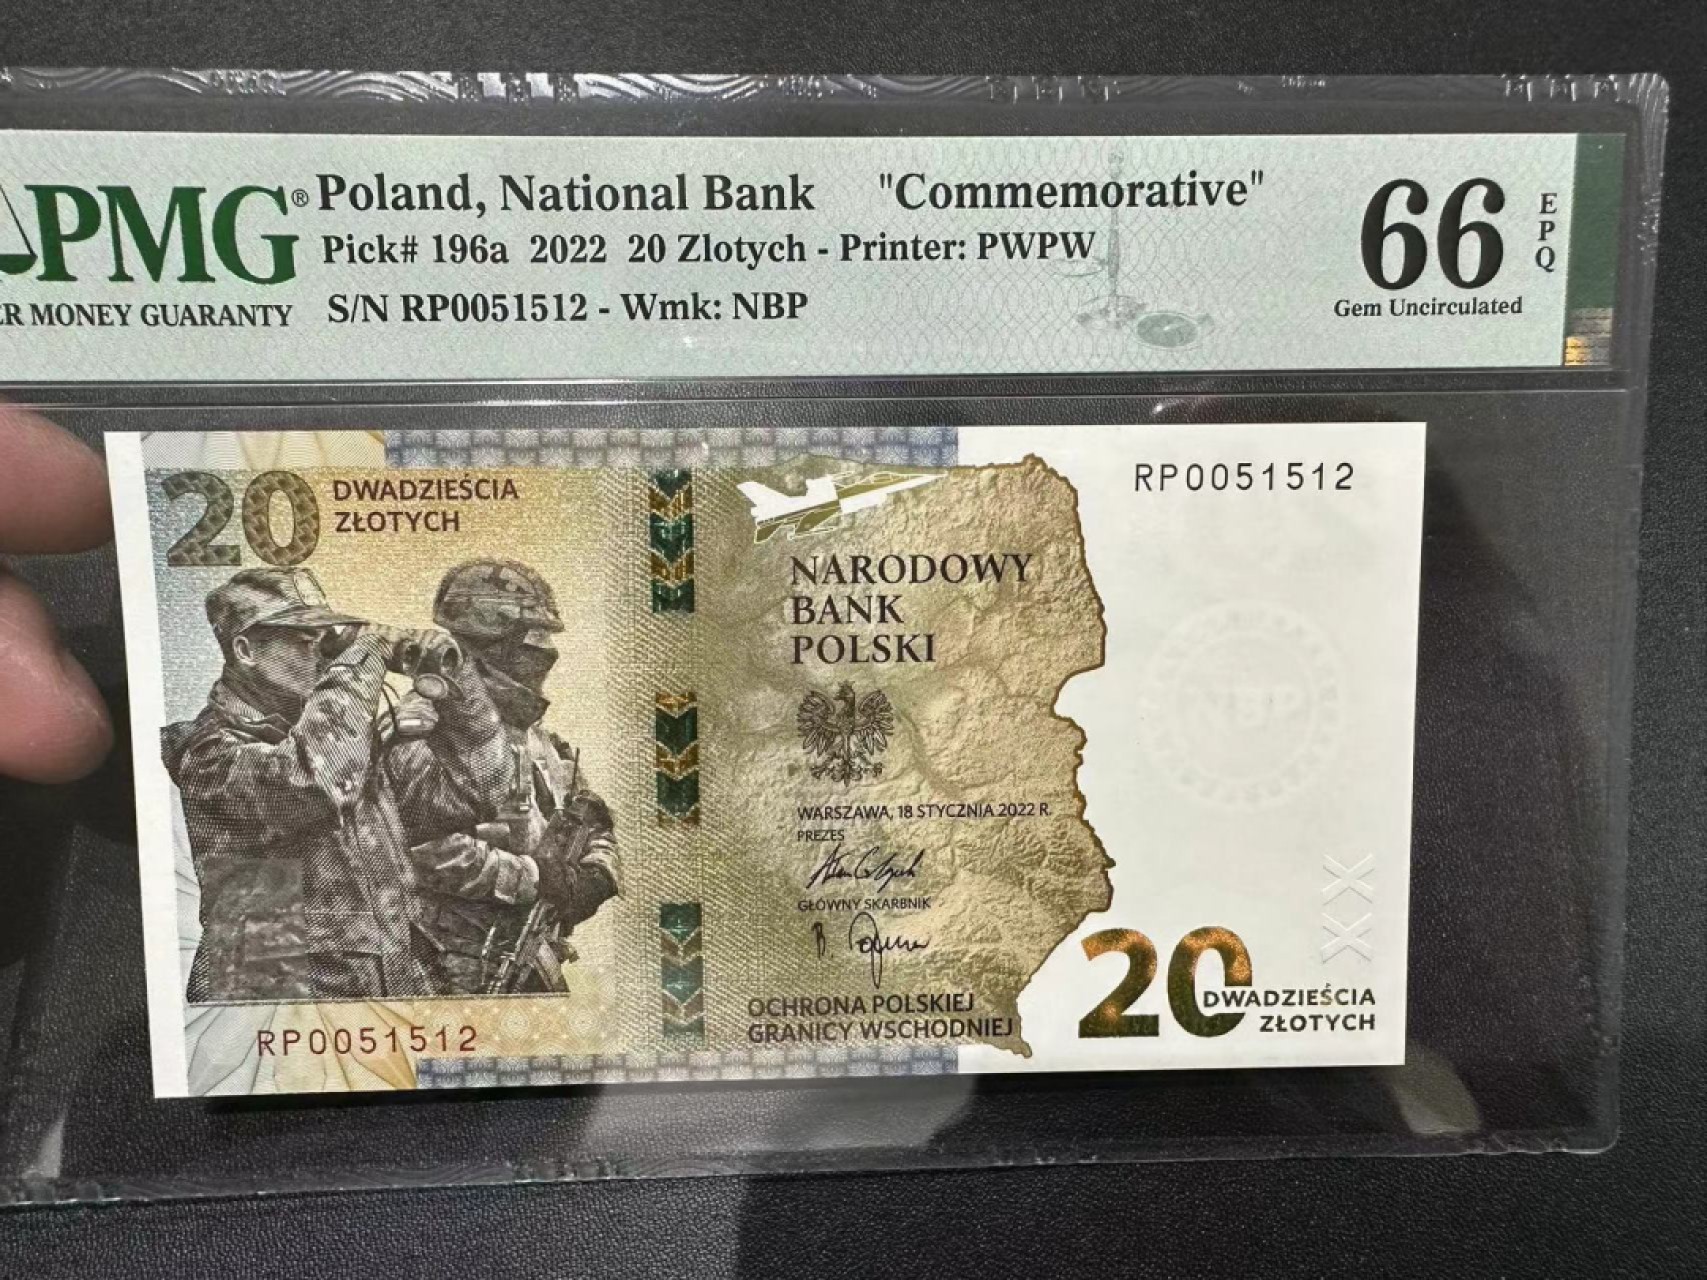 PMG®
ER MONEY GUARANTY
Poland, National Bank "Commemorative"
Pick# 196a 2022 20 Zlotych - Printer: PWPW
S/N RP0051512 - Wmk: NBP
66
EPQ
Gem Uncirculated
20 DWADZIEŚCIA
ZŁOTYCH
RP0051512
NARODOWY
BANK
POLSKI
WARSZAWA, 18 STYCZNIA 2022 R.
PREZES
GŁÓWNY SKARBNIK
OCHRONA POLSKIEJ
GRANICY WSCHODNIEJ
RP0051512
NBP
20 DWADZIEŚCIA
ZŁOTYCH